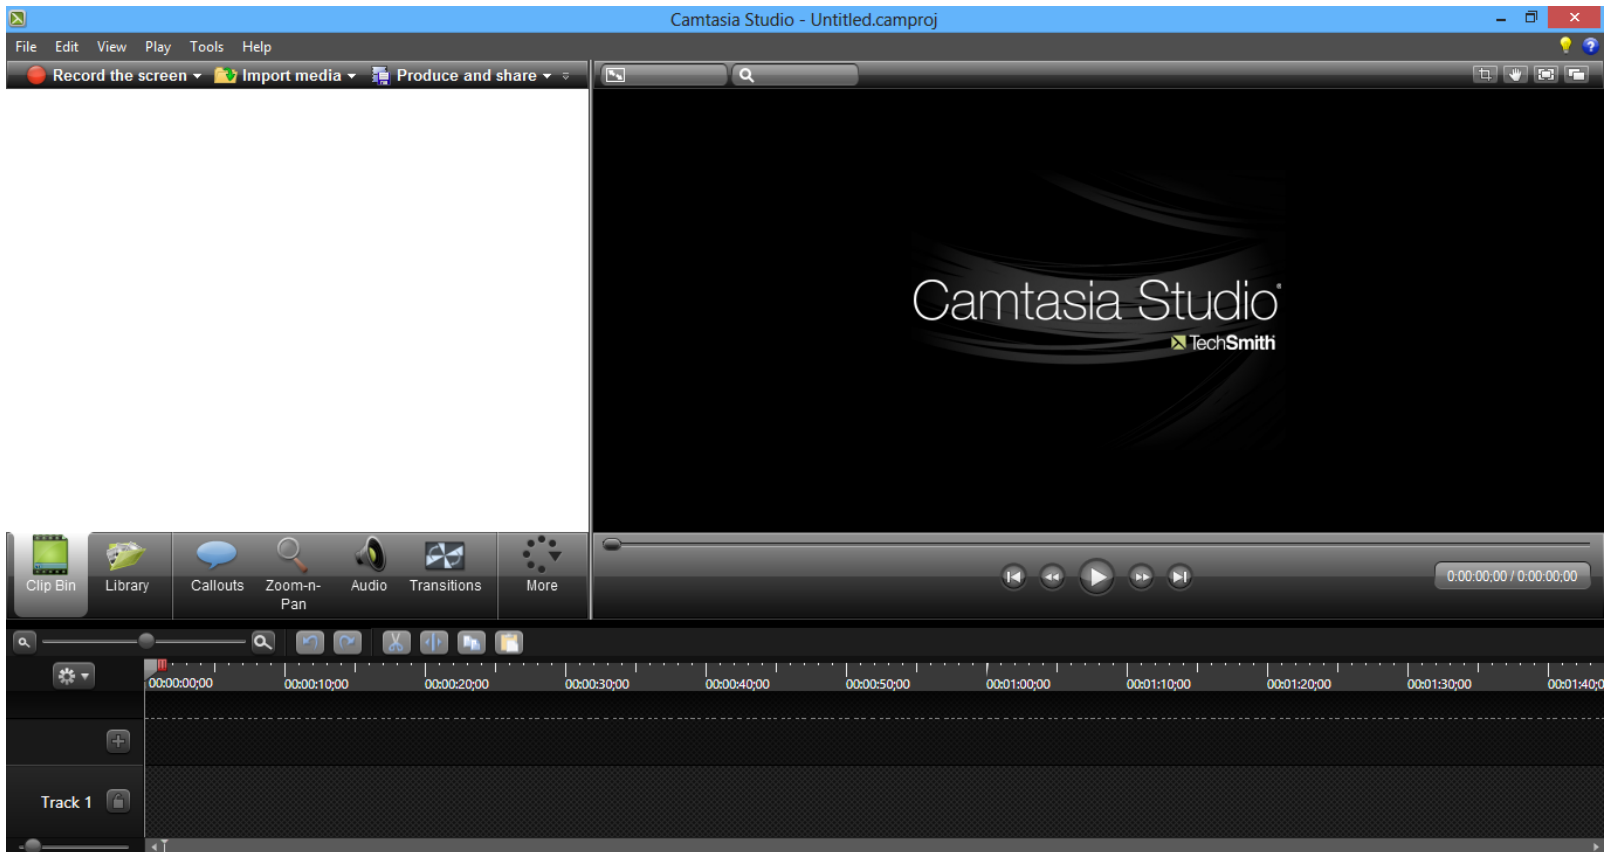 Camtasia Studio - Untitled.camproj
File Edit View Play Tools Help
Record the screen Import media Produce and share
Camtasia Studio
TechSmith
Clip Bin Library Callouts Zoom-n-Pan Audio Transitions More
0:00:00;00 / 0:00:00;00
00:00:00;00 00:00:10;00 00:00:20;00 00:00:30;00 00:00:40;00 00:00:50;00 00:01:00;00 00:01:10;00 00:01:20;00 00:01:30;00 00:01:40;0
Track 1